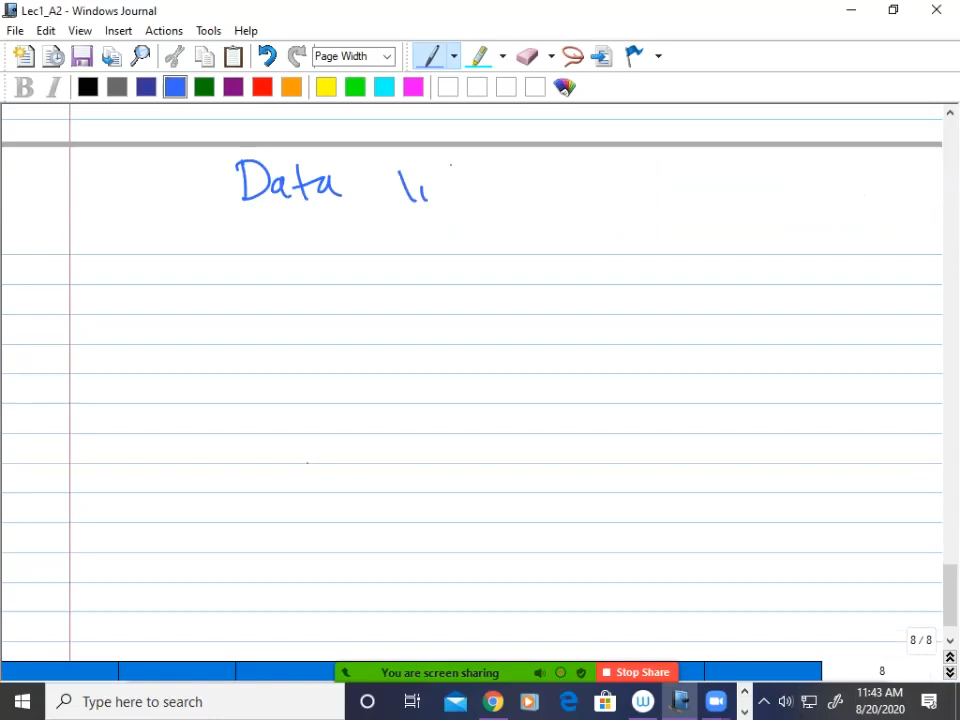 Lec1_A2 - Windows Journal
File Edit View Insert Actions Tools Help
Page Width
B I
Data
8 / 8
You are screen sharing Stop Share
8
Type here to search
11:43 AM
8/20/2020